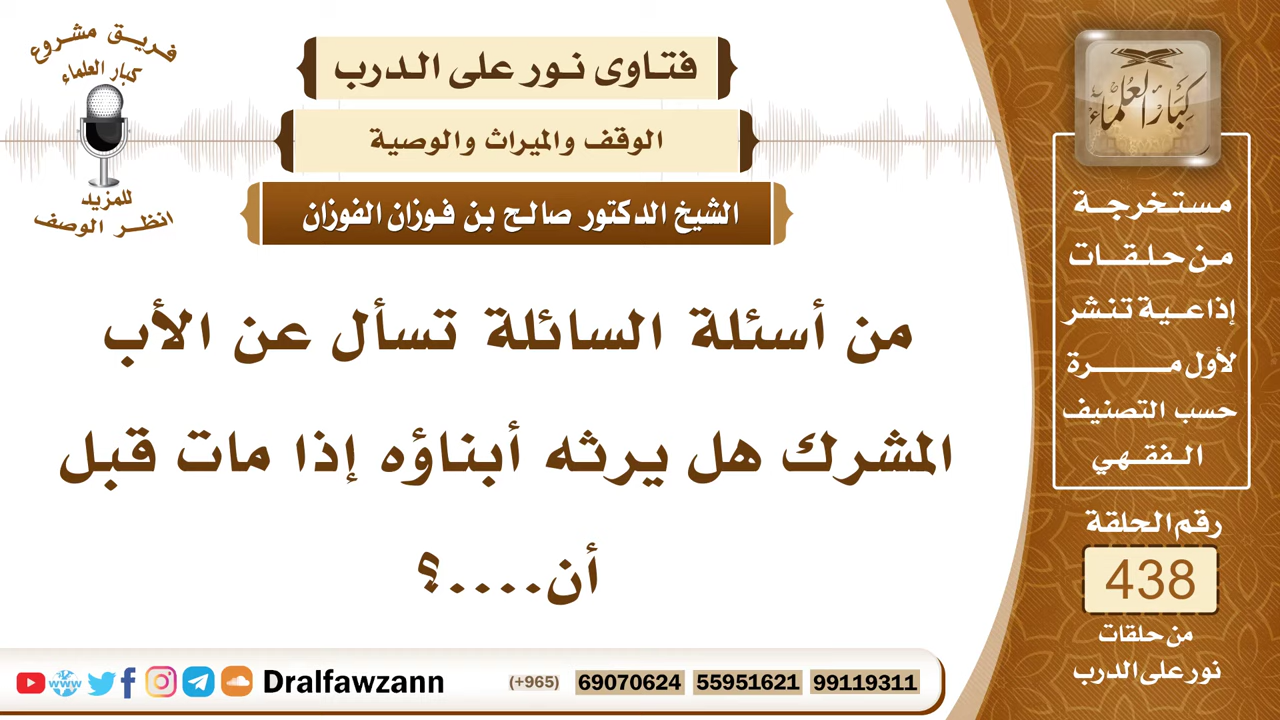 فريق مشروع
كبار العلماء
للمزيد
انظر الوصف
فتاوى نور على الدرب
الوقف والميراث والوصية
الشيخ الدكتور صالح بن فوزان الفوزان
من أسئلة السائلة تسأل عن الأب
المشرك هل يرثه أبناؤه إذا مات قبل
أن....؟
كبار العلماء
مستخرجة
من حلقات
إذاعية تنشر
لأول مرة
حسب التصنيف
الفقهي
رقم الحلقة
438
من حلقات
نور على الدرب
www Dralfawzann (+965) 69070624 55951621 99119311